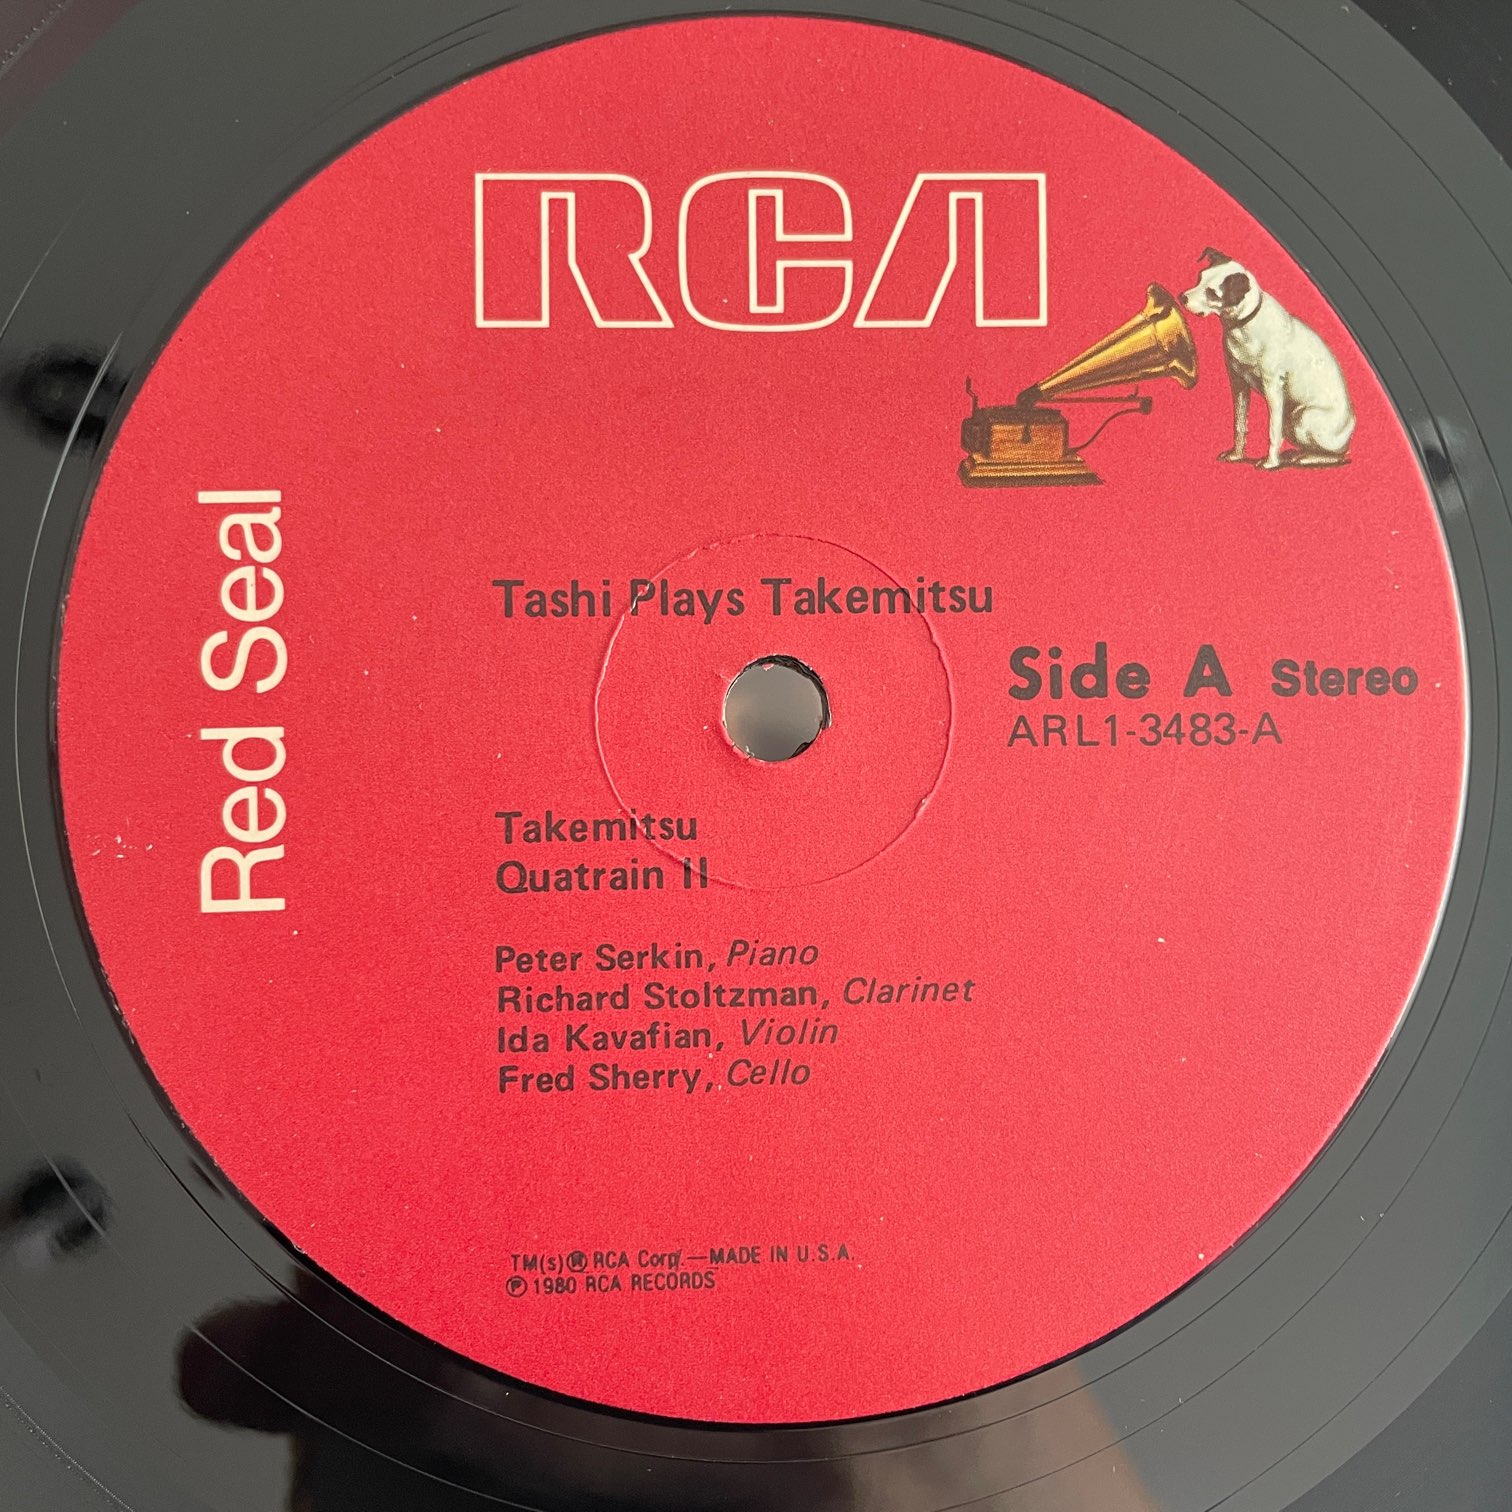 RCA
Red Seal
Tashi Plays Takemitsu
Side A Stereo
ARL1-3483-A
Takemitsu
Quatrain II
Peter Serkin, Piano
Richard Stoltzman, Clarinet
Ida Kavafian, Violin
Fred Sherry, Cello
TM(s)® RCA Corp.—MADE IN U.S.A.
℗ 1980 RCA RECORDS